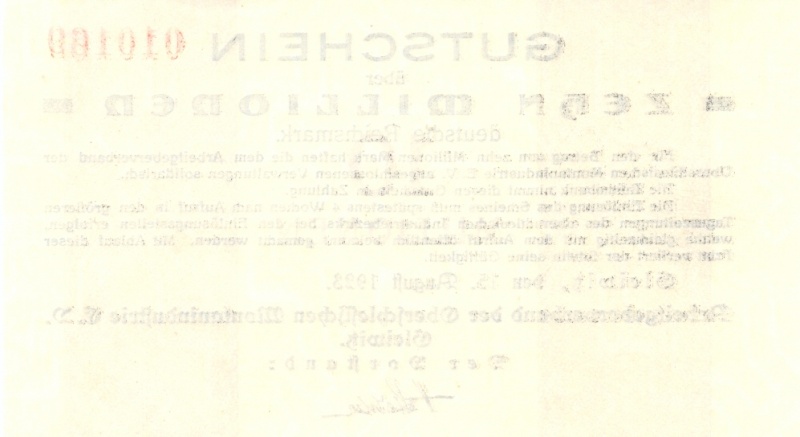 GUTSCHEIN 010169
über
ZEHN MILLIONEN
deutsche Reichsmark.
Für den Betrag von zehn Millionen Mark haften die dem Arbeitgeberverband der
Oberschlesischen Montanindustrie E. V. angeschlossenen Verwaltungen solidarisch.
Die Reichsbank nimmt diesen Gutschein in Zahlung.
Die Einlösung des Scheines muß spätestens 4 Wochen nach Aufruf in den größeren
Tageszeitungen des oberschlesischen Industriebezirks bei den Einlösungsstellen erfolgen,
welche gleichzeitig mit dem Aufruf bekannt gemacht werden. Mit Ablauf dieser
Frist verliert der Schein seine Gültigkeit.
Gleiwitz, den 15. August 1923.
Arbeitgeberverband der Oberschlesischen Montanindustrie E. V.
Gleiwitz.
Der Vorstand: